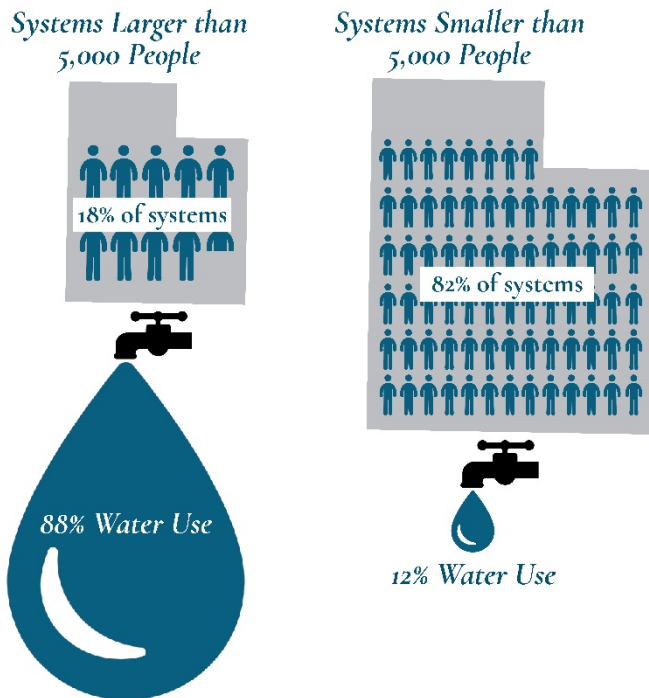 Systems Larger than
5,000 People
18% of systems
88% Water Use
Systems Smaller than
5,000 People
82% of systems
12% Water Use